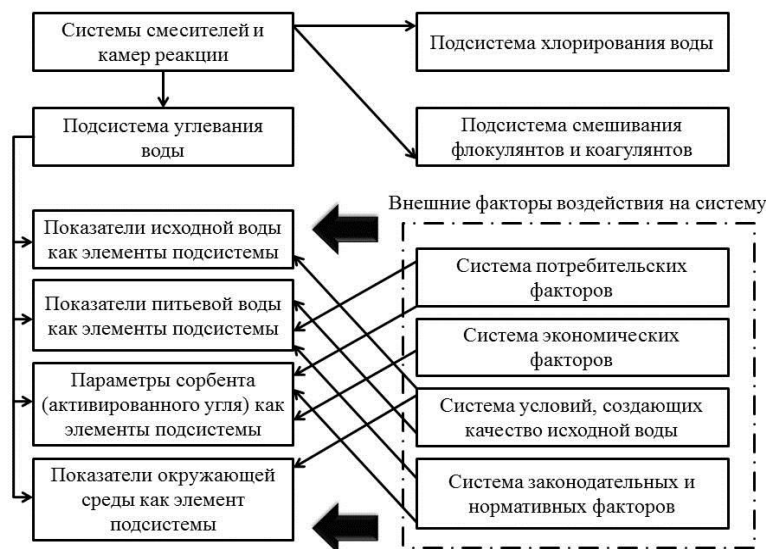 Системы смесителей и
камер реакции
Подсистема хлорирования воды
Подсистема углевания
воды
Подсистема смешивания
флокулянтов и коагулянтов
Внешние факторы воздействия на систему
Показатели исходной воды
как элементы подсистемы
Показатели питьевой воды
как элементы подсистемы
Параметры сорбента
(активированного угля) как
элементы подсистемы
Показатели окружающей
среды как элемент
подсистемы
Система потребительских
факторов
Система экономических
факторов
Система условий, создающих
качество исходной воды
Система законодательных и
нормативных факторов